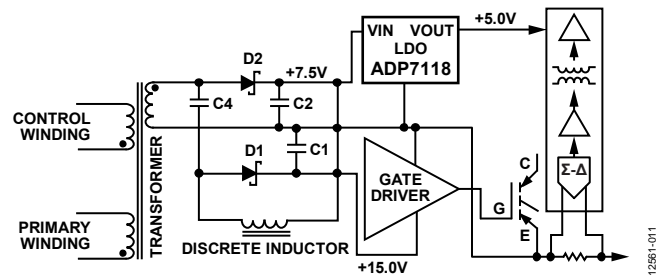 VIN VOUT
LDO
ADP7118
+5.0V
D2
+7.5V
C4
C2
CONTROL
WINDING
TRANSFORMER
D1
C1
GATE
DRIVER
C
G
E
Σ-Δ
PRIMARY
WINDING
DISCRETE INDUCTOR
+15.0V
12561-011